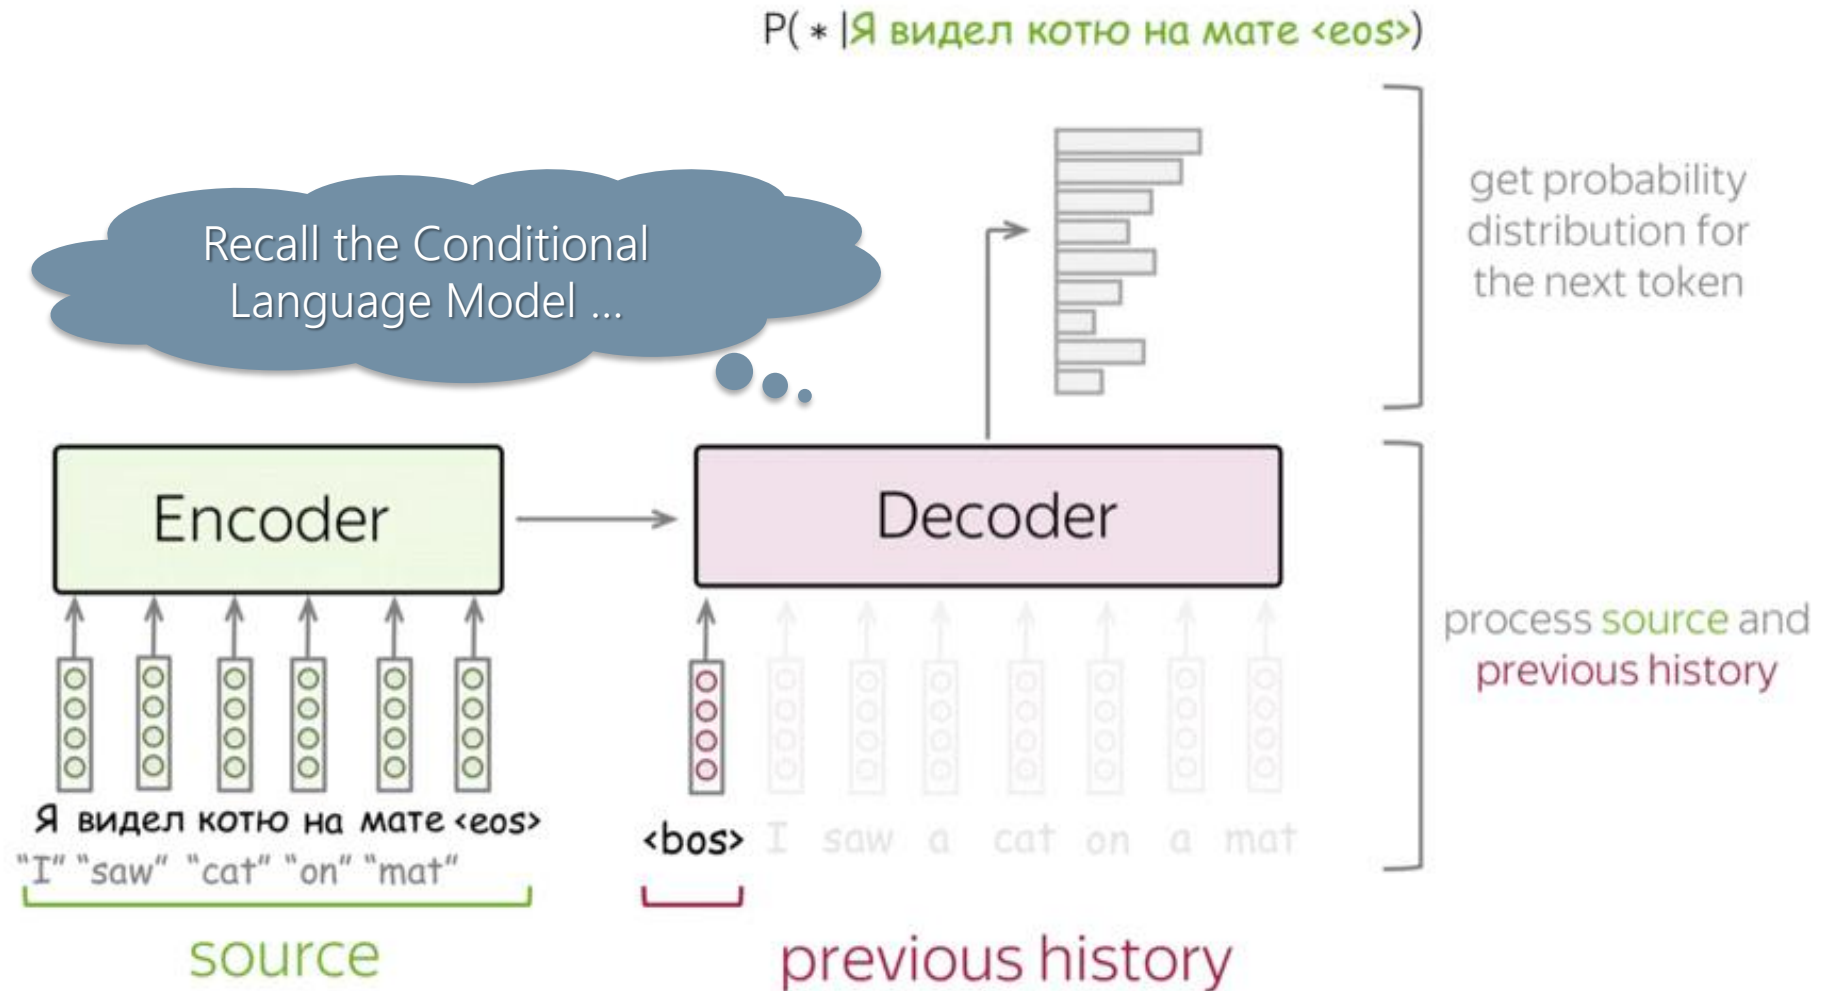 P( * |Я видел котю на мате <eos>)
Recall the Conditional
Language Model ...
get probability
distribution for
the next token
Encoder
Decoder
process source and
previous history
Я видел котю на мате <eos>
"I" "saw" "cat" "on" "mat"
<bos> I saw a cat on a mat
source
previous history